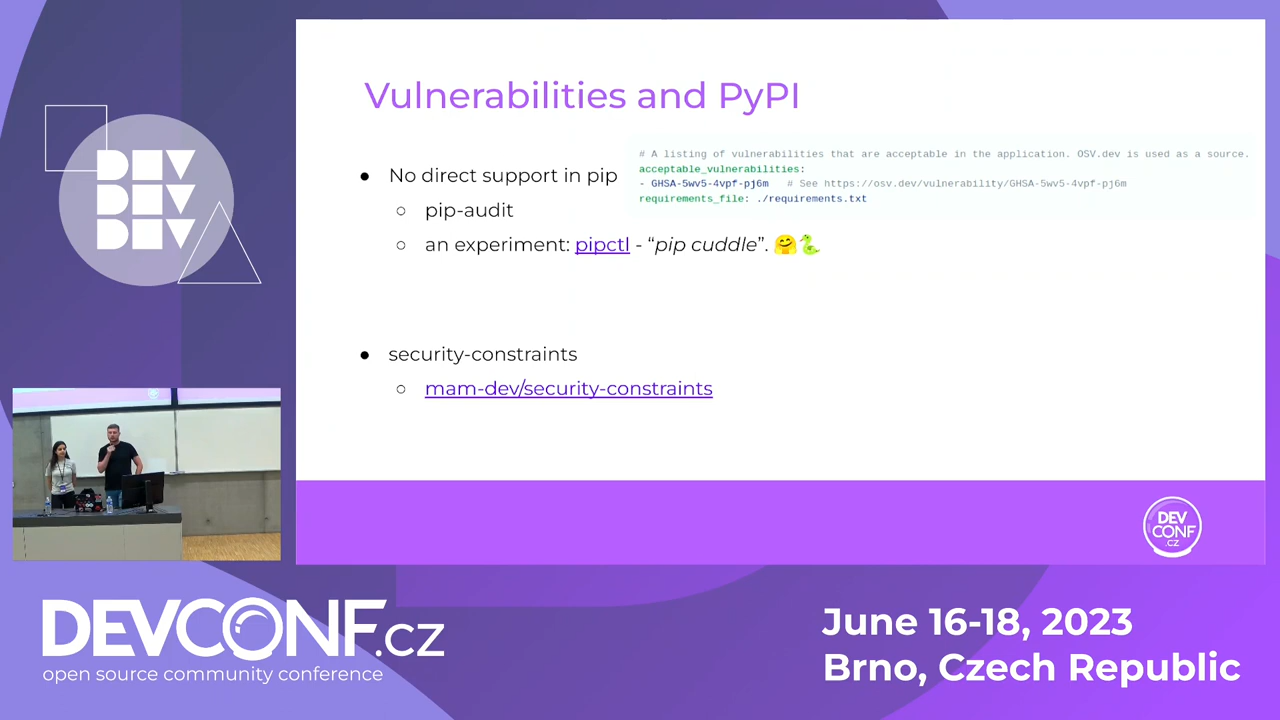 DEV
DEV
DEV
Vulnerabilities and PyPI
● No direct support in pip
○ pip-audit
○ an experiment: pipctl - “pip cuddle”. 🤗🐍
# A listing of vulnerabilities that are acceptable in the application. OSV.dev is used as a source.
acceptable_vulnerabilities:
- GHSA-5wv5-4vpf-pj6m # See https://osv.dev/vulnerability/GHSA-5wv5-4vpf-pj6m
requirements_file: ./requirements.txt
● security-constraints
○ mam-dev/security-constraints
DEV
CONF
.CZ
DEVCONF.cz
open source community conference
June 16-18, 2023
Brno, Czech Republic